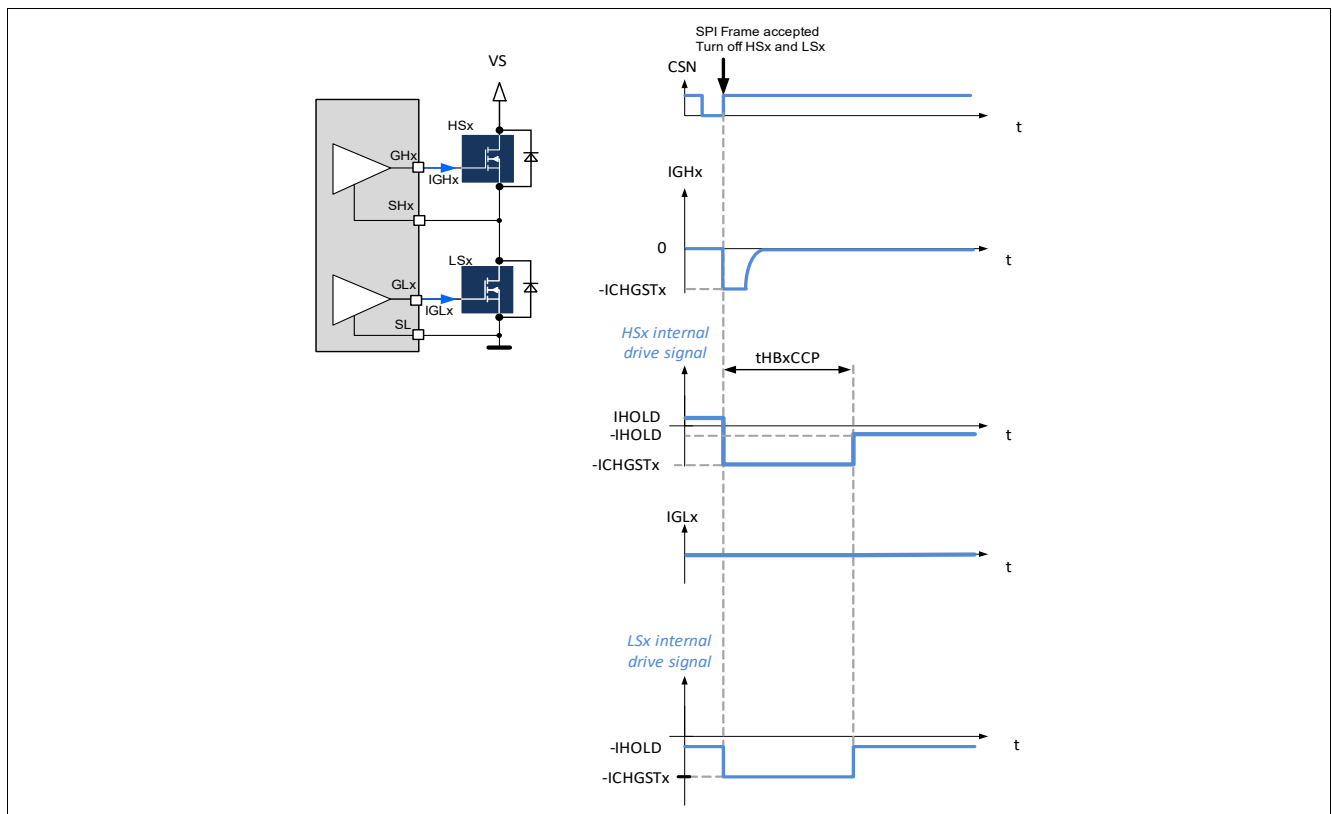 SPI Frame accepted
Turn off HSx and LSx
VS
CSN
t
HSx
GHx
IGHx
SHx
IGHx
0
t
-ICHGSTx
LSx
GLx
IGLx
SL
HSx internal
drive signal
tHBxCCP
IHOLD
-IHOLD
t
-ICHGSTx
IGLx
t
LSx internal
drive signal
-IHOLD
t
-ICHGSTx